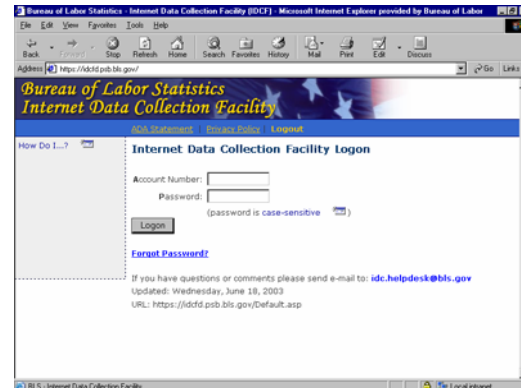 Bureau of Labor Statistics - Internet Data Collection Facility (IDCF) - Microsoft Internet Explorer provided by Bureau of Labor
File Edit View Favorites Tools Help
Back Forward Stop Refresh Home Search Favorites History Mail Print Edit Discuss
Address https://idcfd.psb.bls.gov/ Go Links
Bureau of Labor Statistics
Internet Data Collection Facility
ADA Statement | Privacy Policy | Logout
How Do I...?
Internet Data Collection Facility Logon
Account Number:
Password:
(password is case-sensitive )
Logon
Forgot Password?
If you have questions or comments please send e-mail to: idc.helpdesk@bls.gov
Updated: Wednesday, June 18, 2003
URL: https://idcfd.psb.bls.gov/Default.asp
BLS - Internet Data Collection Facility Local intranet